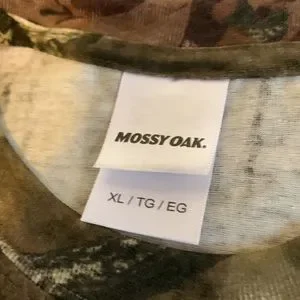 MOSSY OAK.
XL / TG / EG